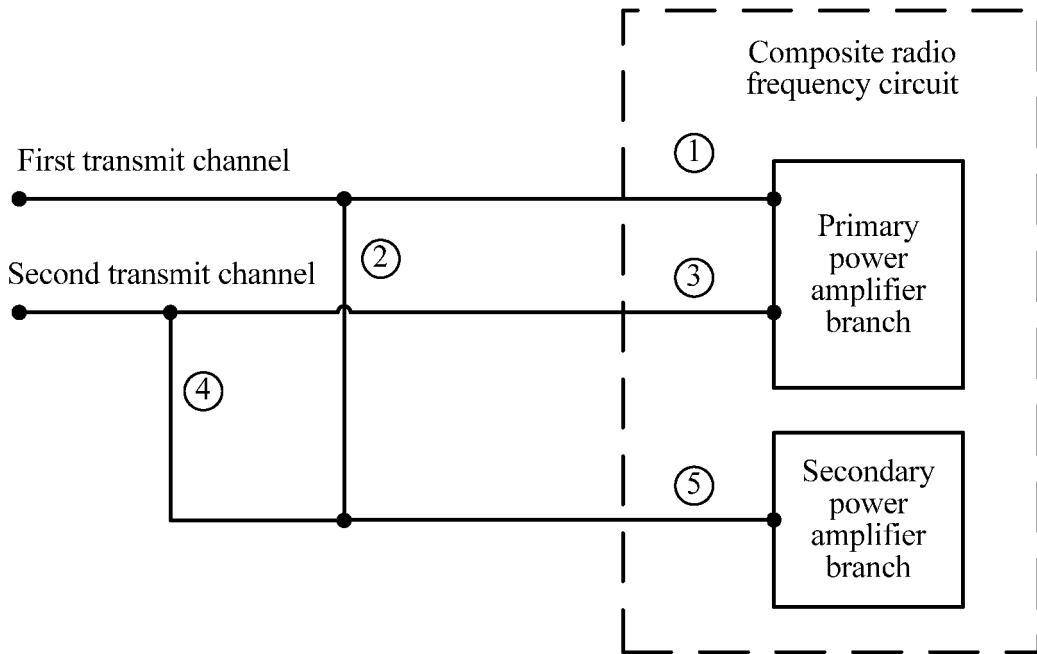 Composite radio
frequency circuit
First transmit channel
1
Primary
power
amplifier
branch
2
Second transmit channel
3
4
5
Secondary
power
amplifier
branch